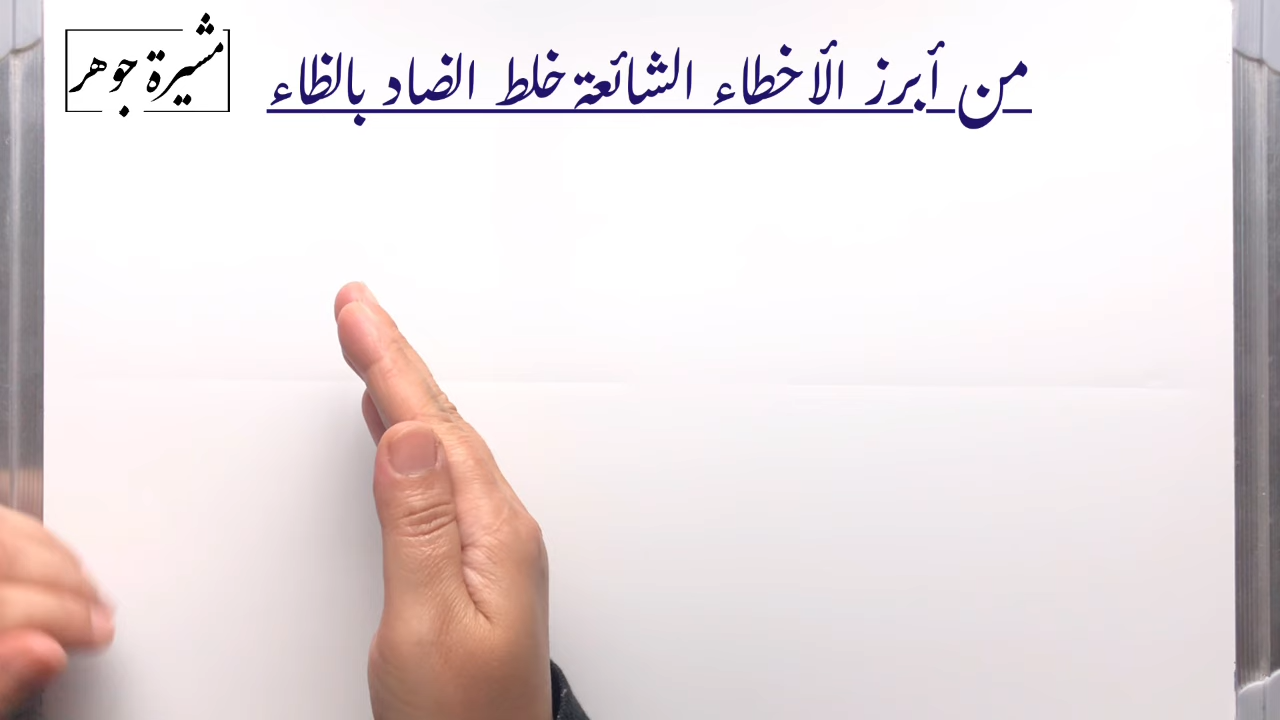 من أبرز الأخطاء الشائعة خلط الضاد بالظاء
مشيرة جوهر